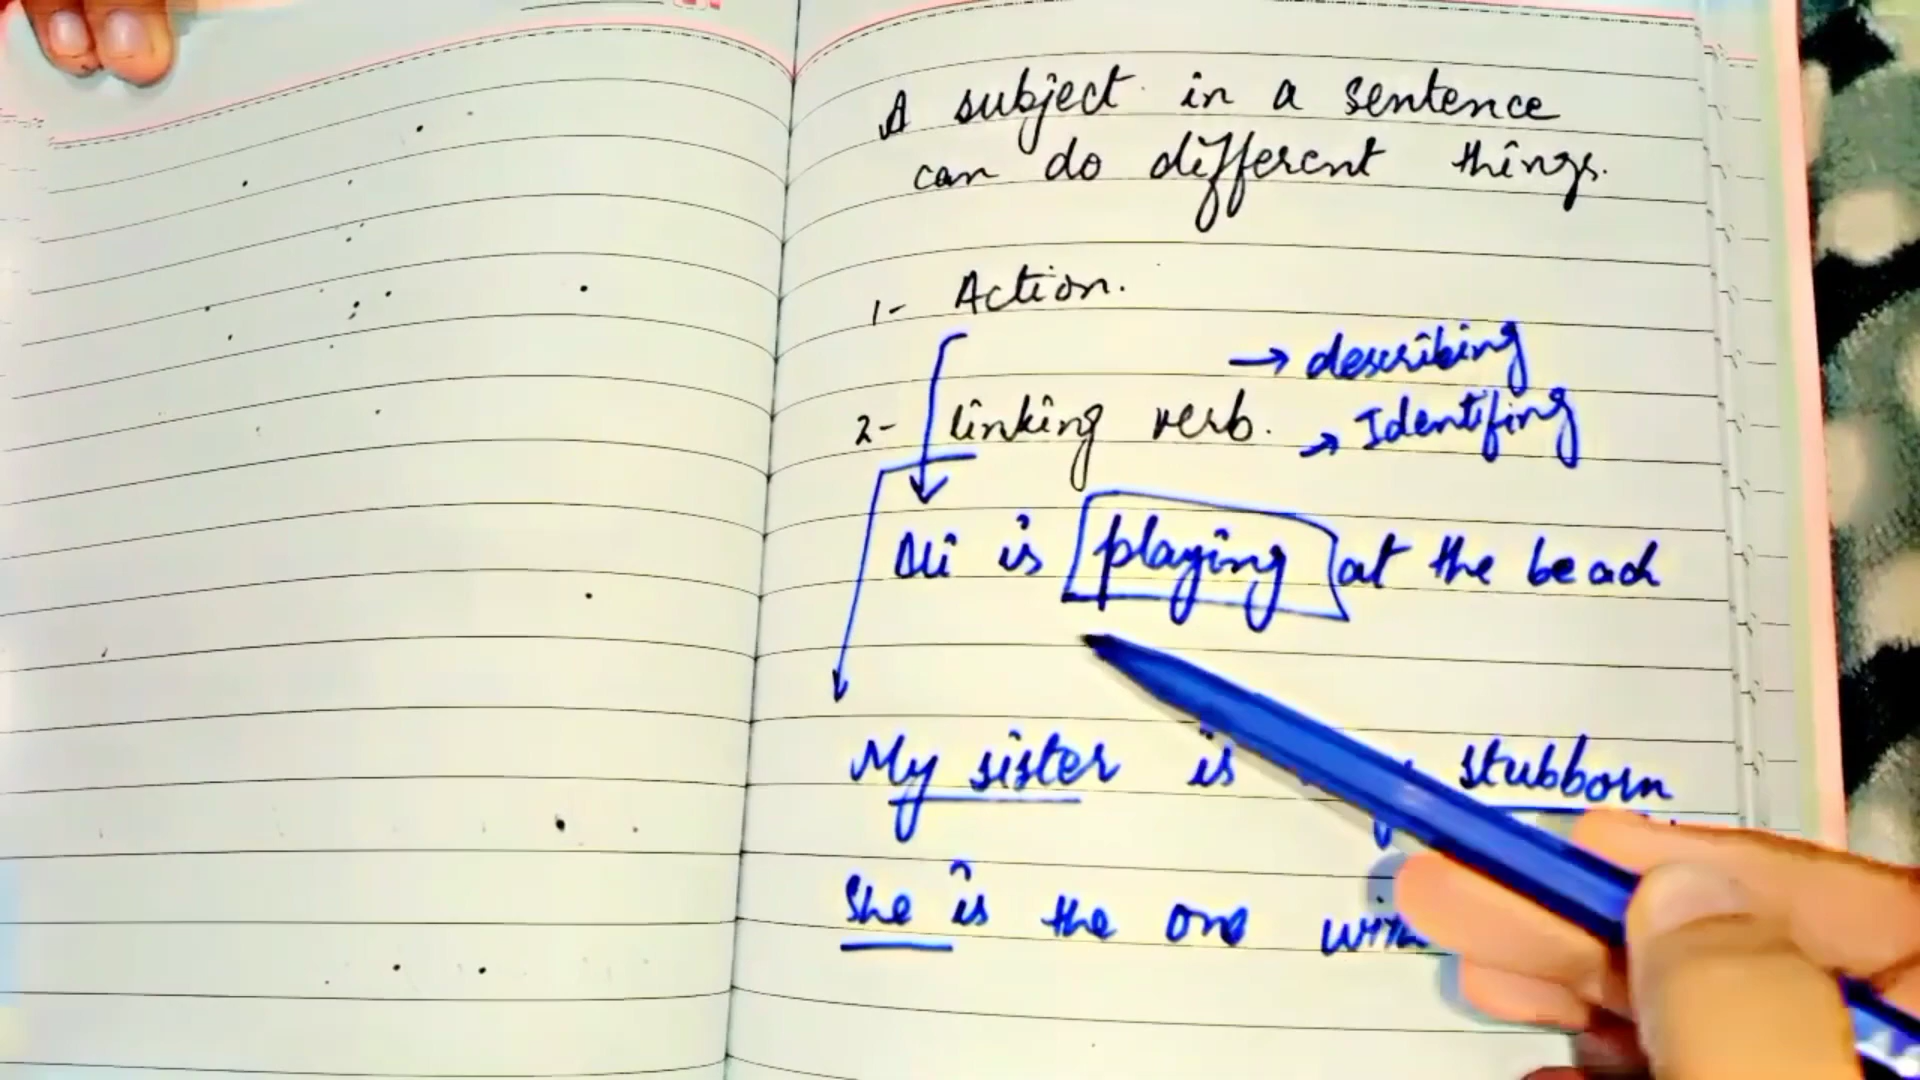 A subject in a sentence
can do different things.
1- Action.
→ describing
2- linking verb.
→ Identifing
Ali is playing at the beach
My sister is stubborn
She is the one with